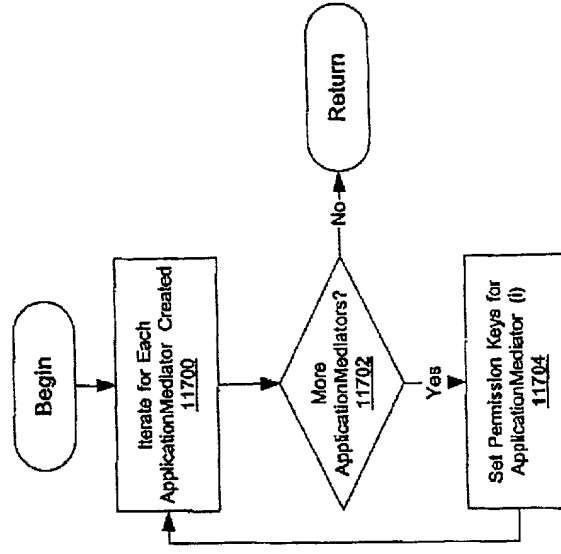 Begin
Iterate for Each
ApplicationMediator Created
11700
More
ApplicationMediators?
11702
No
Return
Yes
Set Permission Keys for
ApplicationMediator (i)
11704